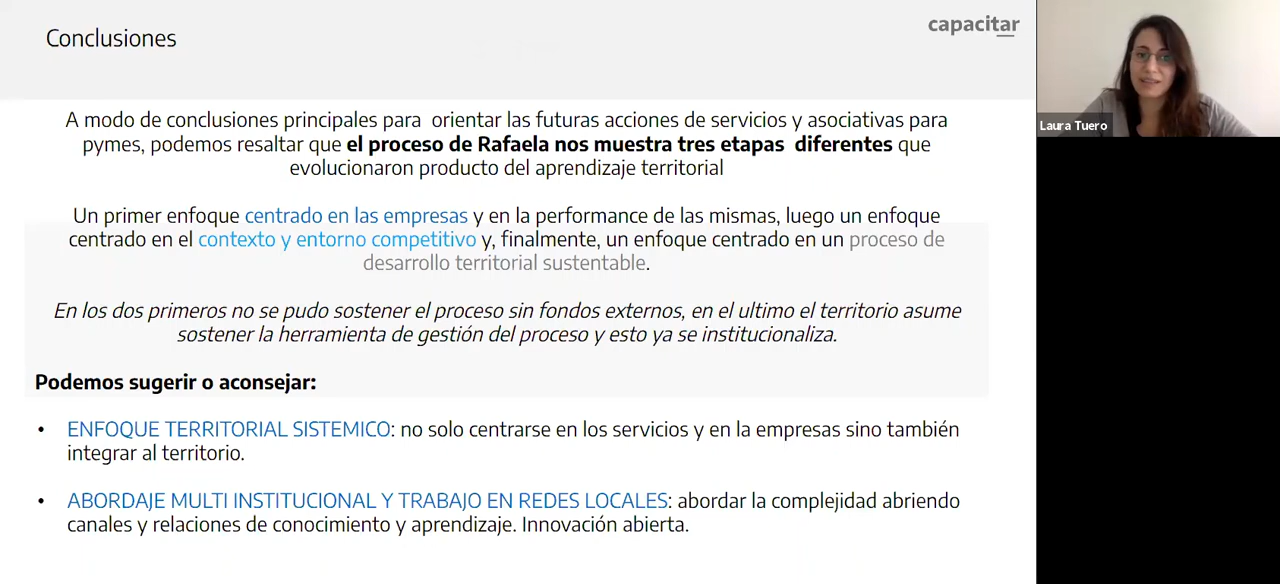 Conclusiones
capacitar
A modo de conclusiones principales para orientar las futuras acciones de servicios y asociativas para
pymes, podemos resaltar que el proceso de Rafaela nos muestra tres etapas diferentes que
evolucionaron producto del aprendizaje territorial
Un primer enfoque centrado en las empresas y en la performance de las mismas, luego un enfoque
centrado en el contexto y entorno competitivo y, finalmente, un enfoque centrado en un proceso de
desarrollo territorial sustentable.
En los dos primeros no se pudo sostener el proceso sin fondos externos, en el ultimo el territorio asume
sostener la herramienta de gestión del proceso y esto ya se institucionaliza.
Podemos sugerir o aconsejar:
• ENFOQUE TERRITORIAL SISTEMICO: no solo centrarse en los servicios y en la empresas sino también
integrar al territorio.
• ABORDAJE MULTI INSTITUCIONAL Y TRABAJO EN REDES LOCALES: abordar la complejidad abriendo
canales y relaciones de conocimiento y aprendizaje. Innovación abierta.
Laura Tuero